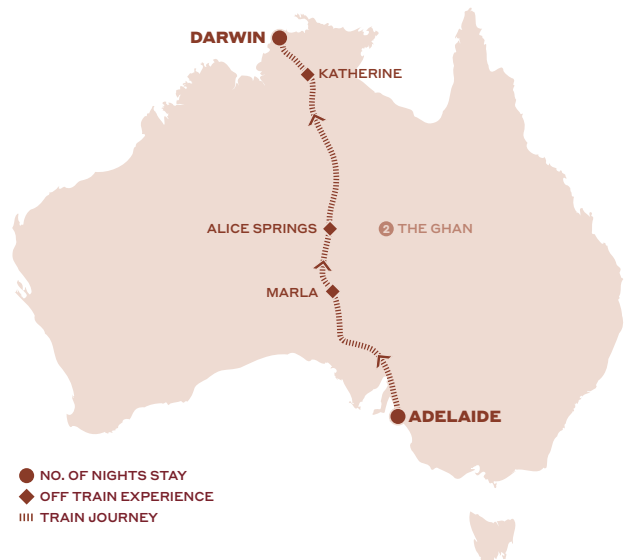 DARWIN
KATHERINE
ALICE SPRINGS
2 THE GHAN
MARLA
ADELAIDE
NO. OF NIGHTS STAY
OFF TRAIN EXPERIENCE
TRAIN JOURNEY